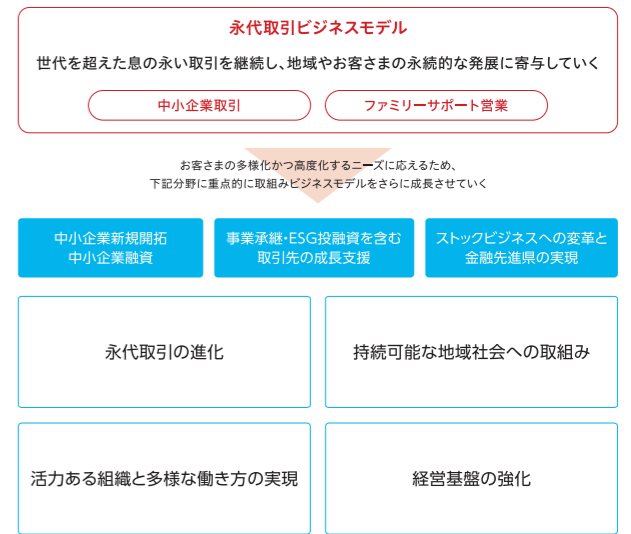 永代取引ビジネスモデル
世代を超えた息の永い取引を継続し、地域やお客さまの永続的な発展に寄与していく
中小企業取引
ファミリーサポート営業
お客さまの多様化かつ高度化するニーズに応えるため、
下記分野に重点的に取組みビジネスモデルをさらに成長させていく
中小企業新規開拓
中小企業融資
事業承継・ESG投融資を含む
取引先の成長支援
ストックビジネスへの変革と
金融先進県の実現
永代取引の進化
持続可能な地域社会への取組み
活力ある組織と多様な働き方の実現
経営基盤の強化